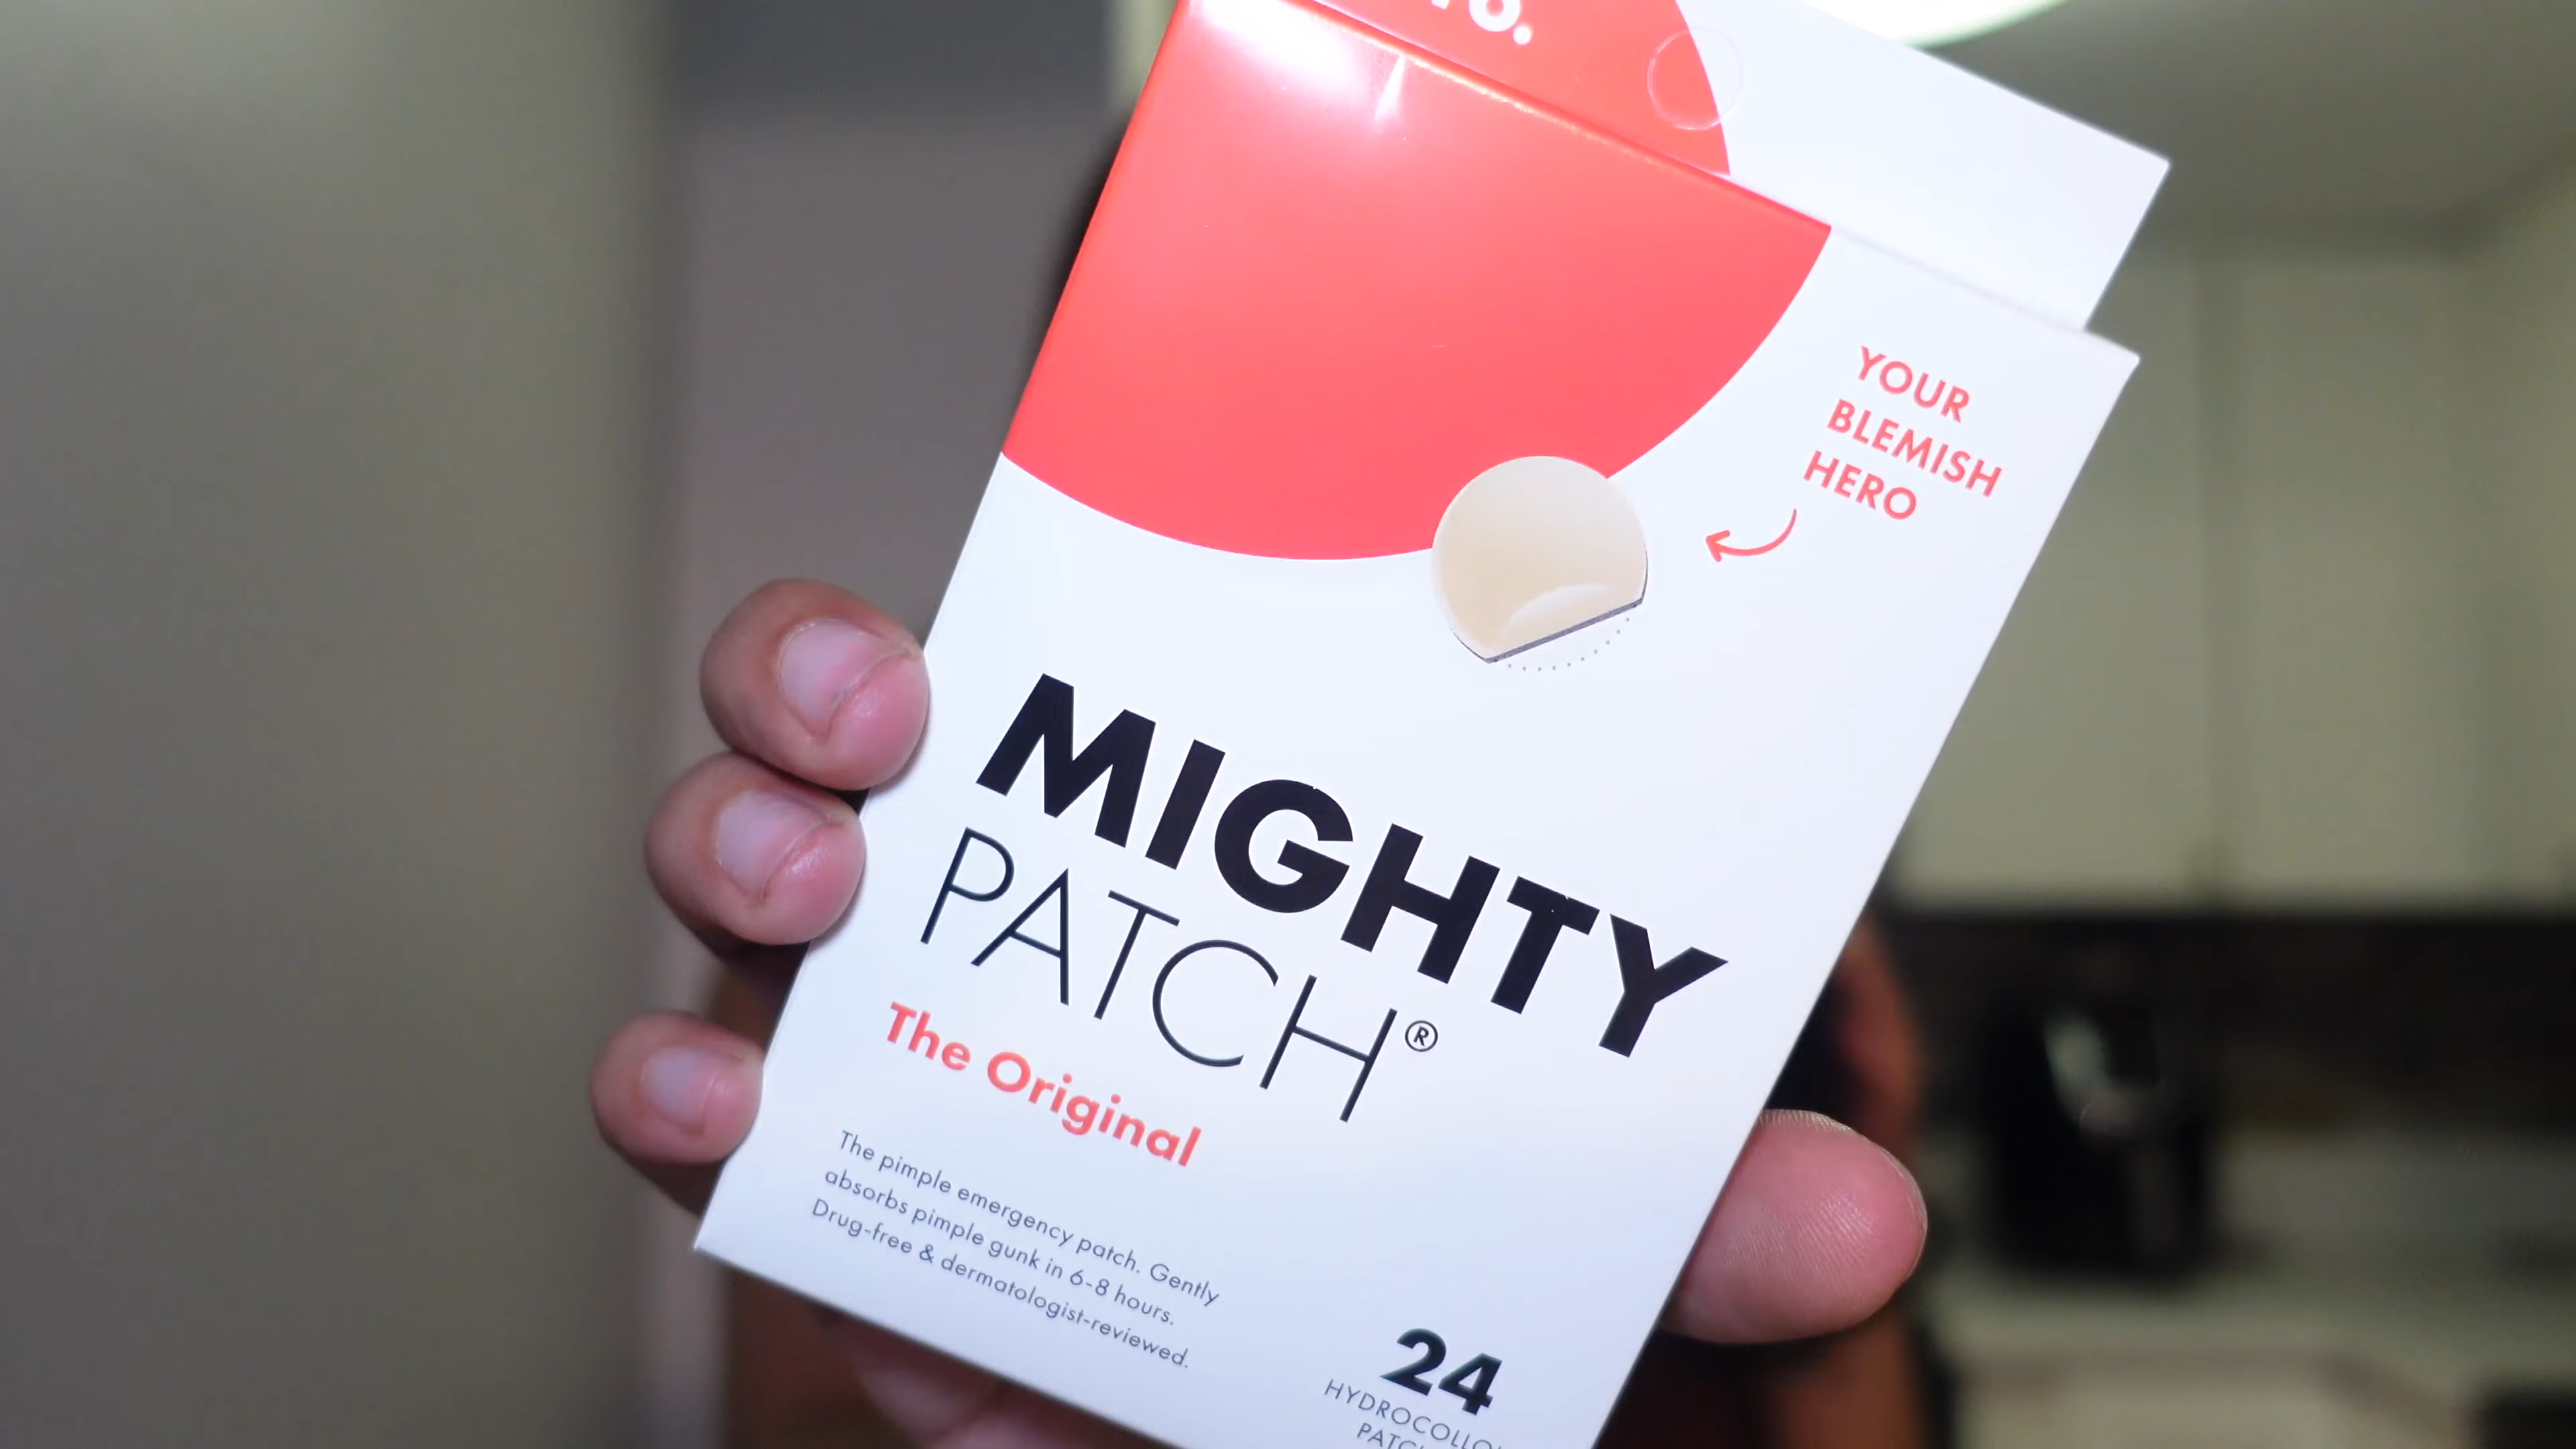 YOUR
BLEMISH
HERO
MIGHTY
PATCH®
The Original
The pimple emergency patch. Gently
absorbs pimple gunk in 6-8 hours.
Drug-free & dermatologist-reviewed.
24